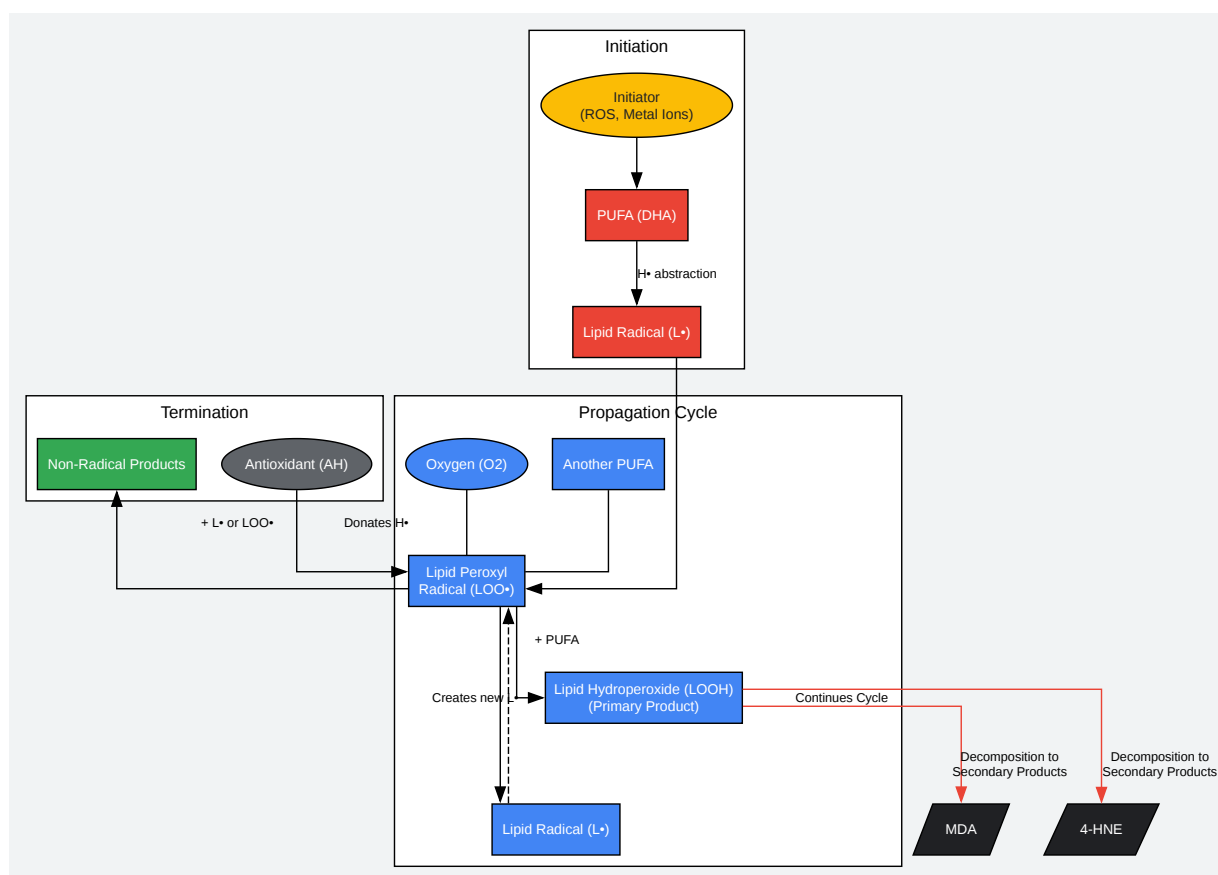 Initiation
Initiator
(ROS, Metal Ions)
PUFA (DHA)
H• abstraction
Lipid Radical (L•)
Termination
Propagation Cycle
Non-Radical Products
Antioxidant (AH)
Oxygen (O2)
Another PUFA
+ L• or LOO•
Donates H•
Lipid Peroxyl
Radical (LOO•)
+ PUFA
Creates new L•
Lipid Hydroperoxide (LOOH)
(Primary Product)
Continues Cycle
Decomposition to
Secondary Products
Decomposition to
Secondary Products
Lipid Radical (L•)
MDA
4-HNE